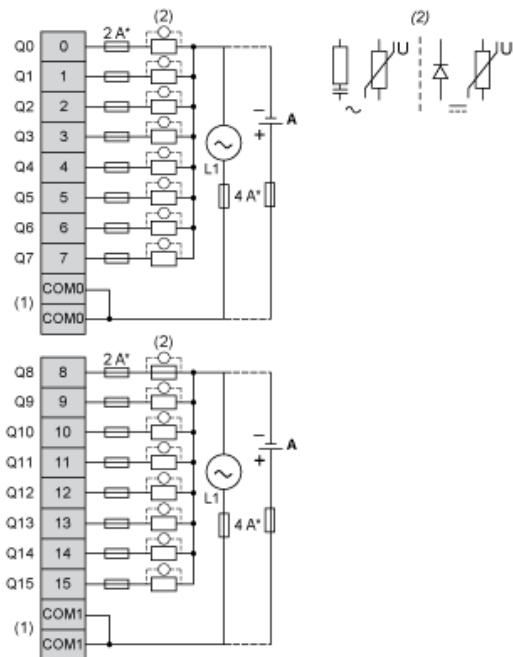 (2)
(2)
Q0 0 2 A*
U U
Q1 1
Q2 2
~
Q3 3 − A
+
Q4 4 ~
L1
Q5 5 4 A*
Q6 6
Q7 7
COM0
(1)
COM0
(2)
Q8 8 2 A*
Q9 9
Q10 10
− A
Q11 11 +
Q12 12 ~
L1
Q13 13 4 A*
Q14 14
Q15 15
COM1
(1)
COM1